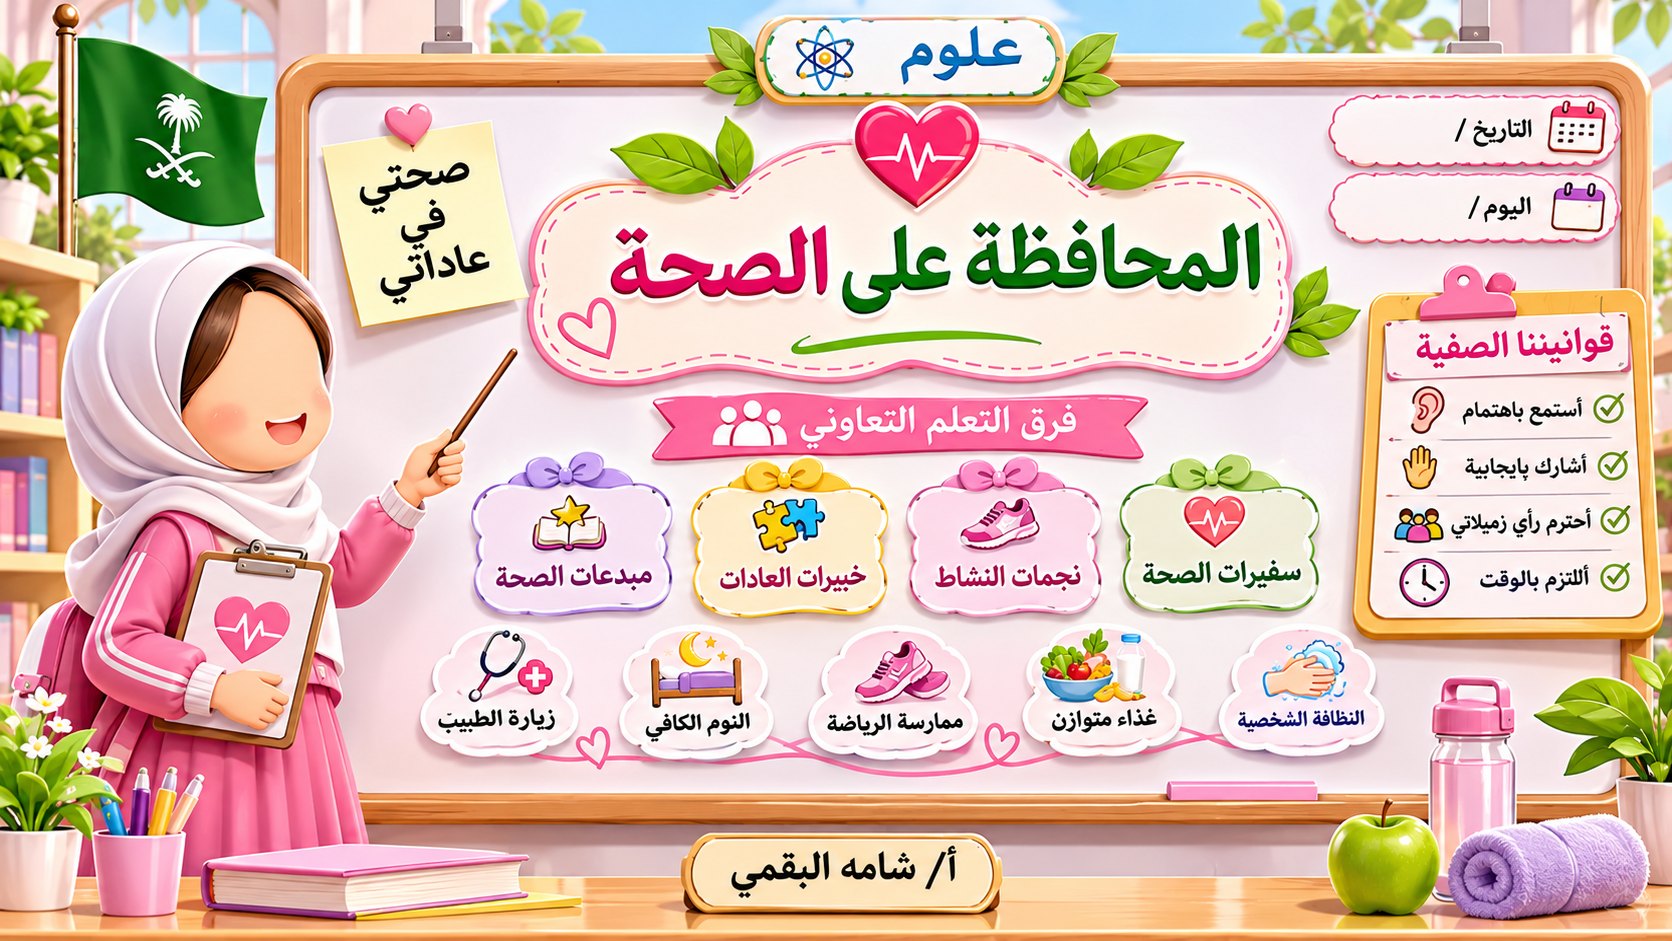 علوم
التاريخ /
اليوم /
صحتي
في
عاداتي
المحافظة على الصحة
قوانيننا الصفية
أستمع باهتمام
أشارك بإيجابية
أحترم رأي زميلاتي
أللتزم بالوقت
فرق التعلم التعاوني
سفيرات الصحة
نجمات النشاط
خبيرات العادات
مبدعات الصحة
النظافة الشخصية
غذاء متوازن
ممارسة الرياضة
النوم الكافي
زيارة الطبيب
أ/ شامه البقمي